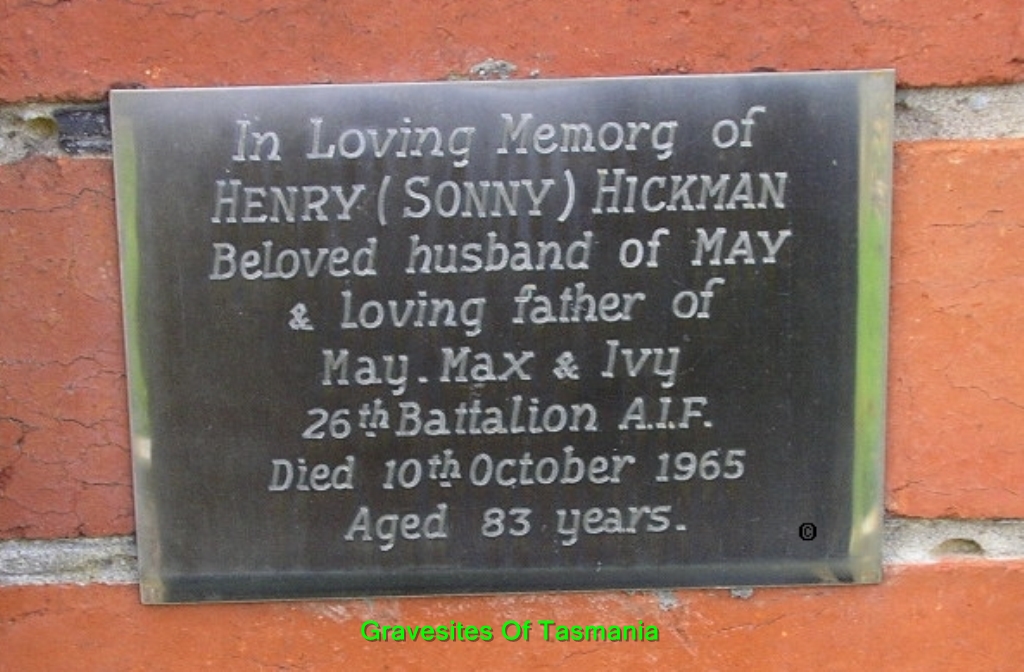 In Loving Memorg of
HENRY (SONNY) HICKMAN
Beloved husband of MAY
& loving father of
May. Max & Ivy
26th Battalion A.I.F.
Died 10th October 1965
Aged 83 years.
©
Gravesites Of Tasmania